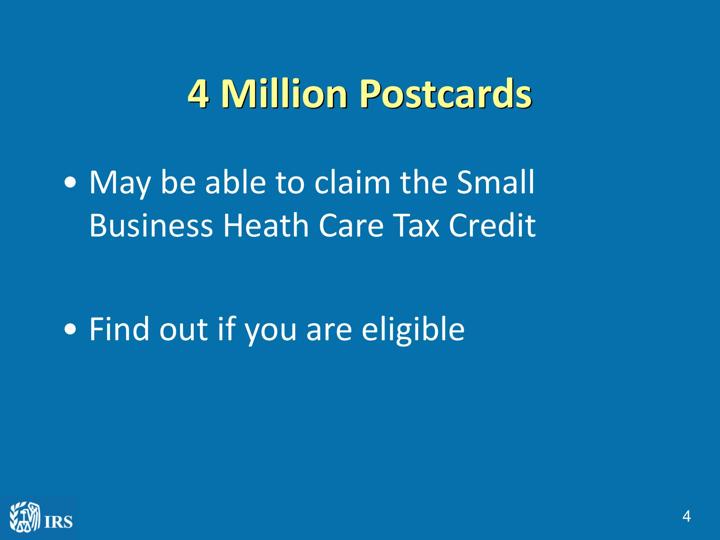 4 Million Postcards
• May be able to claim the Small
Business Heath Care Tax Credit
• Find out if you are eligible
IRS
4